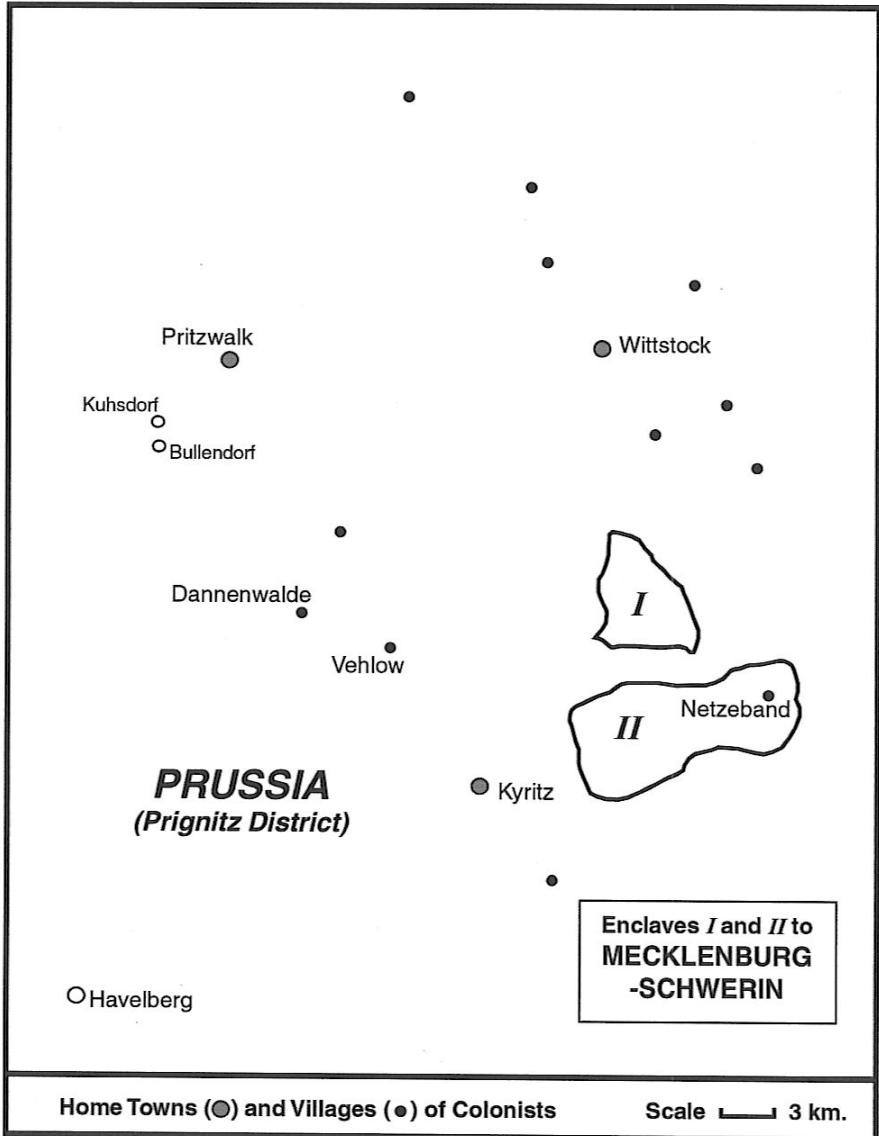 Pritzwalk
Wittstock
Kuhsdorf
Bullendorf
Dannenwalde
I
Vehlow
Netzeband
II
PRUSSIA
(Prignitz District)
Kyritz
Enclaves I and II to
MECKLENBURG
-SCHWERIN
Havelberg
Home Towns ( ) and Villages ( ) of Colonists
Scale 3 km.